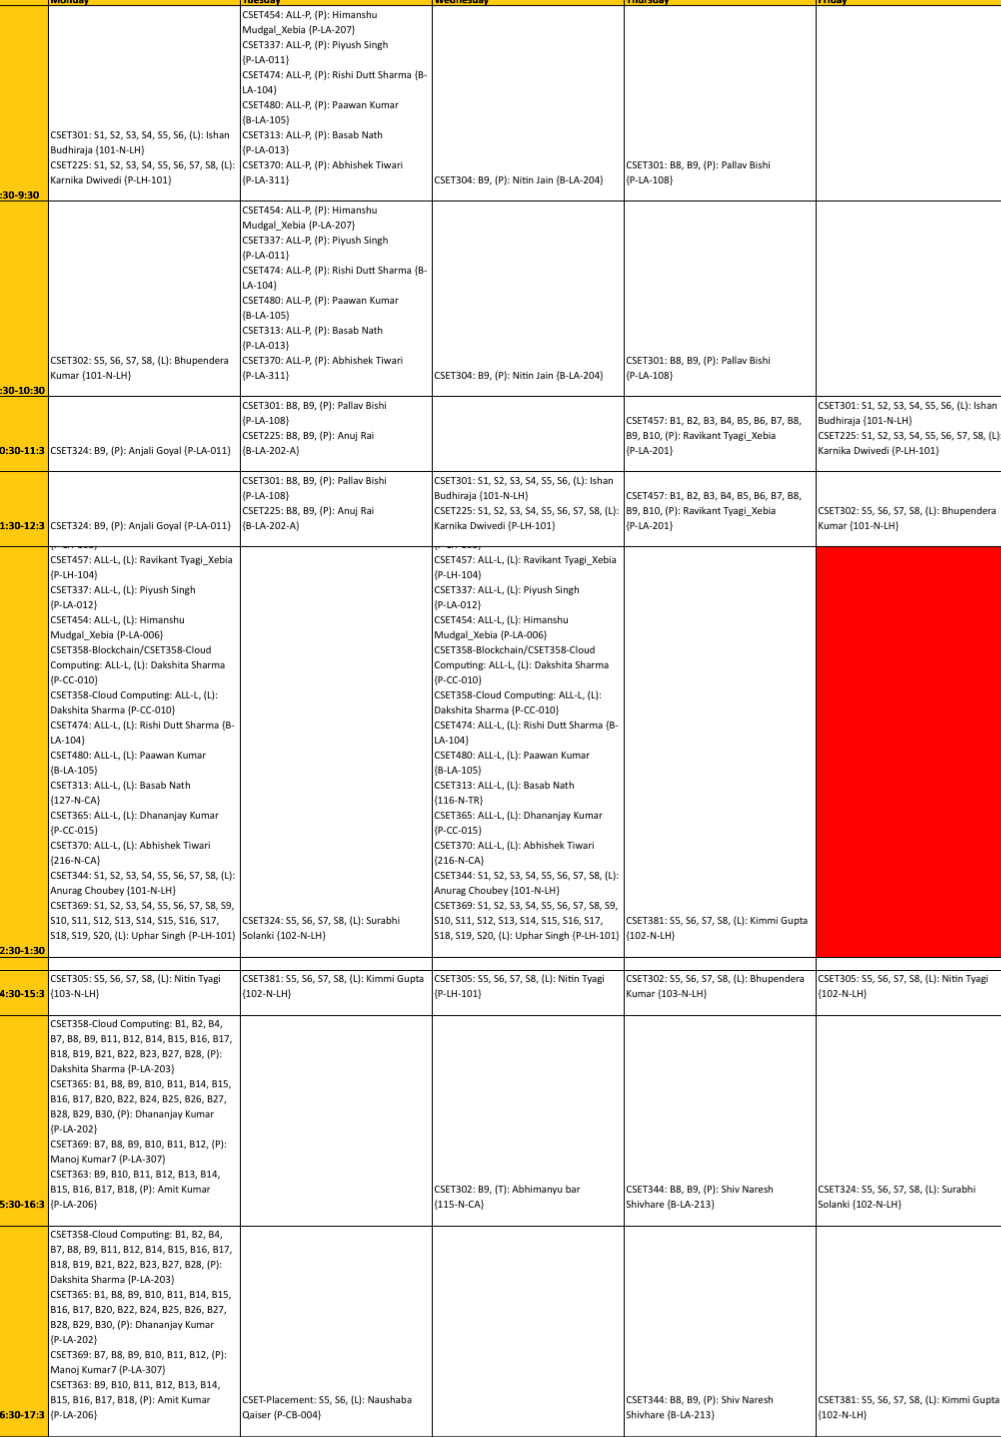 Monday
Tuesday
Wednesday
Thursday
Friday
:30-9:30
CSET301: S1, S2, S3, S4, S5, S6, (L): Ishan
Budhiraja {101-N-LH}
CSET225: S1, S2, S3, S4, S5, S6, S7, S8, (L):
Karnika Dwivedi {P-LH-101}
CSET454: ALL-P, (P): Himanshu
Mudgal_Xebia {P-LA-207}
CSET337: ALL-P, (P): Piyush Singh
{P-LA-011}
CSET474: ALL-P, (P): Rishi Dutt Sharma {B-
LA-104}
CSET480: ALL-P, (P): Paawan Kumar
{B-LA-105}
CSET313: ALL-P, (P): Basab Nath
{P-LA-013}
CSET370: ALL-P, (P): Abhishek Tiwari
{P-LA-311}
CSET304: B9, (P): Nitin Jain {B-LA-204}
CSET301: B8, B9, (P): Pallav Bishi
{P-LA-108}
:30-10:30
CSET302: S5, S6, S7, S8, (L): Bhupendera
Kumar {101-N-LH}
CSET454: ALL-P, (P): Himanshu
Mudgal_Xebia {P-LA-207}
CSET337: ALL-P, (P): Piyush Singh
{P-LA-011}
CSET474: ALL-P, (P): Rishi Dutt Sharma {B-
LA-104}
CSET480: ALL-P, (P): Paawan Kumar
{B-LA-105}
CSET313: ALL-P, (P): Basab Nath
{P-LA-013}
CSET370: ALL-P, (P): Abhishek Tiwari
{P-LA-311}
CSET304: B9, (P): Nitin Jain {B-LA-204}
CSET301: B8, B9, (P): Pallav Bishi
{P-LA-108}
0:30-11:3
CSET324: B9, (P): Anjali Goyal {P-LA-011}
CSET301: B8, B9, (P): Pallav Bishi
{P-LA-108}
CSET225: B8, B9, (P): Anuj Rai
{B-LA-202-A}
CSET457: B1, B2, B3, B4, B5, B6, B7, B8,
B9, B10, (P): Ravikant Tyagi_Xebia
{P-LA-201}
CSET301: S1, S2, S3, S4, S5, S6, (L): Ishan
Budhiraja {101-N-LH}
CSET225: S1, S2, S3, S4, S5, S6, S7, S8, (L):
Karnika Dwivedi {P-LH-101}
1:30-12:3
CSET324: B9, (P): Anjali Goyal {P-LA-011}
CSET301: B8, B9, (P): Pallav Bishi
{P-LA-108}
CSET225: B8, B9, (P): Anuj Rai
{B-LA-202-A}
CSET301: S1, S2, S3, S4, S5, S6, (L): Ishan
Budhiraja {101-N-LH}
CSET225: S1, S2, S3, S4, S5, S6, S7, S8, (L):
Karnika Dwivedi {P-LH-101}
CSET457: B1, B2, B3, B4, B5, B6, B7, B8,
B9, B10, (P): Ravikant Tyagi_Xebia
{P-LA-201}
CSET302: S5, S6, S7, S8, (L): Bhupendera
Kumar {101-N-LH}
2:30-1:30
CSET457: ALL-L, (L): Ravikant Tyagi_Xebia
{P-LH-104}
CSET337: ALL-L, (L): Piyush Singh
{P-LA-012}
CSET454: ALL-L, (L): Himanshu
Mudgal_Xebia {P-LA-006}
CSET358-Blockchain/CSET358-Cloud
Computing: ALL-L, (L): Dakshita Sharma
{P-CC-010}
CSET358-Cloud Computing: ALL-L, (L):
Dakshita Sharma {P-CC-010}
CSET474: ALL-L, (L): Rishi Dutt Sharma {B-
LA-104}
CSET480: ALL-L, (L): Paawan Kumar
{B-LA-105}
CSET313: ALL-L, (L): Basab Nath
{127-N-CA}
CSET365: ALL-L, (L): Dhananjay Kumar
{P-CC-015}
CSET370: ALL-L, (L): Abhishek Tiwari
{216-N-CA}
CSET344: S1, S2, S3, S4, S5, S6, S7, S8, (L):
Anurag Choubey {101-N-LH}
CSET369: S1, S2, S3, S4, S5, S6, S7, S8, S9,
S10, S11, S12, S13, S14, S15, S16, S17,
S18, S19, S20, (L): Uphar Singh {P-LH-101}
CSET324: S5, S6, S7, S8, (L): Surabhi
Solanki {102-N-LH}
CSET457: ALL-L, (L): Ravikant Tyagi_Xebia
{P-LH-104}
CSET337: ALL-L, (L): Piyush Singh
{P-LA-012}
CSET454: ALL-L, (L): Himanshu
Mudgal_Xebia {P-LA-006}
CSET358-Blockchain/CSET358-Cloud
Computing: ALL-L, (L): Dakshita Sharma
{P-CC-010}
CSET358-Cloud Computing: ALL-L, (L):
Dakshita Sharma {P-CC-010}
CSET474: ALL-L, (L): Rishi Dutt Sharma {B-
LA-104}
CSET480: ALL-L, (L): Paawan Kumar
{B-LA-105}
CSET313: ALL-L, (L): Basab Nath
{116-N-TR}
CSET365: ALL-L, (L): Dhananjay Kumar
{P-CC-015}
CSET370: ALL-L, (L): Abhishek Tiwari
{216-N-CA}
CSET344: S1, S2, S3, S4, S5, S6, S7, S8, (L):
Anurag Choubey {101-N-LH}
CSET369: S1, S2, S3, S4, S5, S6, S7, S8, S9,
S10, S11, S12, S13, S14, S15, S16, S17,
S18, S19, S20, (L): Uphar Singh {P-LH-101}
CSET381: S5, S6, S7, S8, (L): Kimmi Gupta
{102-N-LH}
4:30-15:3
CSET305: S5, S6, S7, S8, (L): Nitin Tyagi
{103-N-LH}
CSET381: S5, S6, S7, S8, (L): Kimmi Gupta
{102-N-LH}
CSET305: S5, S6, S7, S8, (L): Nitin Tyagi
{P-LH-101}
CSET302: S5, S6, S7, S8, (L): Bhupendera
Kumar {103-N-LH}
CSET305: S5, S6, S7, S8, (L): Nitin Tyagi
{102-N-LH}
5:30-16:3
CSET358-Cloud Computing: B1, B2, B4,
B7, B8, B9, B11, B12, B14, B15, B16, B17,
B18, B19, B21, B22, B23, B27, B28, (P):
Dakshita Sharma {P-LA-203}
CSET365: B1, B8, B9, B10, B11, B14, B15,
B16, B17, B20, B22, B24, B25, B26, B27,
B28, B29, B30, (P): Dhananjay Kumar
{P-LA-202}
CSET369: B7, B8, B9, B10, B11, B12, (P):
Manoj Kumar7 {P-LA-307}
CSET363: B9, B10, B11, B12, B13, B14,
B15, B16, B17, B18, (P): Amit Kumar
{P-LA-206}
CSET302: B9, (T): Abhimanyu bar
{115-N-CA}
CSET344: B8, B9, (P): Shiv Naresh
Shivhare {B-LA-213}
CSET324: S5, S6, S7, S8, (L): Surabhi
Solanki {102-N-LH}
6:30-17:3
CSET358-Cloud Computing: B1, B2, B4,
B7, B8, B9, B11, B12, B14, B15, B16, B17,
B18, B19, B21, B22, B23, B27, B28, (P):
Dakshita Sharma {P-LA-203}
CSET365: B1, B8, B9, B10, B11, B14, B15,
B16, B17, B20, B22, B24, B25, B26, B27,
B28, B29, B30, (P): Dhananjay Kumar
{P-LA-202}
CSET369: B7, B8, B9, B10, B11, B12, (P):
Manoj Kumar7 {P-LA-307}
CSET363: B9, B10, B11, B12, B13, B14,
B15, B16, B17, B18, (P): Amit Kumar
{P-LA-206}
CSET-Placement: S5, S6, (L): Naushaba
Qaiser {P-CB-004}
CSET344: B8, B9, (P): Shiv Naresh
Shivhare {B-LA-213}
CSET381: S5, S6, S7, S8, (L): Kimmi Gupta
{102-N-LH}